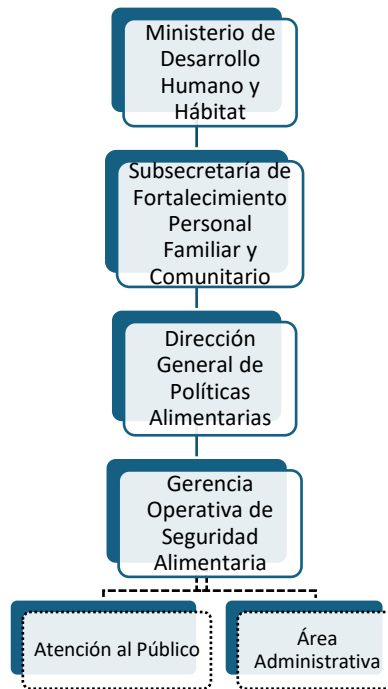 Ministerio de
Desarrollo
Humano y
Hábitat
Subsecretaría de
Fortalecimiento
Personal
Familiar y
Comunitario
Dirección
General de
Políticas
Alimentarias
Gerencia
Operativa de
Seguridad
Alimentaria
Atención al Público
Área
Administrativa